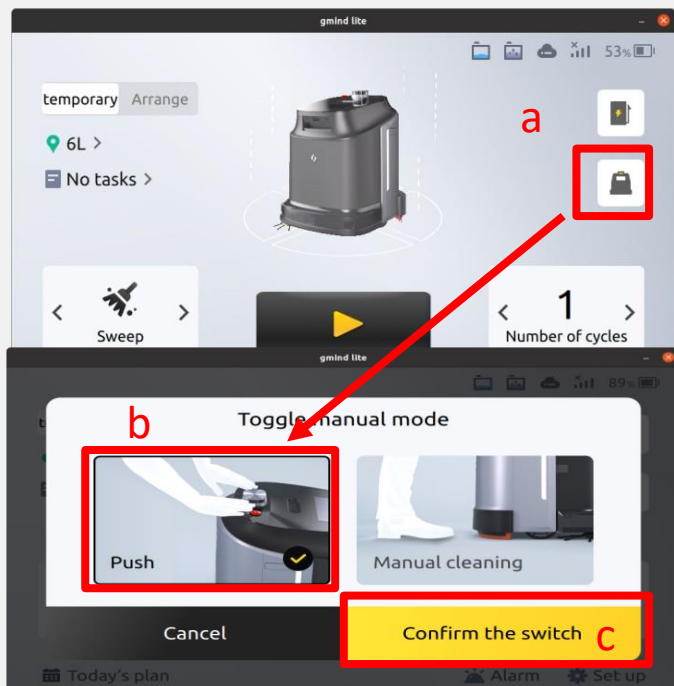 gmind lite
53%
temporary Arrange
a
6L >
No tasks >
< Sweep >
< 1 >
Number of cycles
gmind lite
89%
b
Toggle manual mode
Push
Manual cleaning
Cancel
Confirm the switch
c
Today's plan
Alarm
Set up